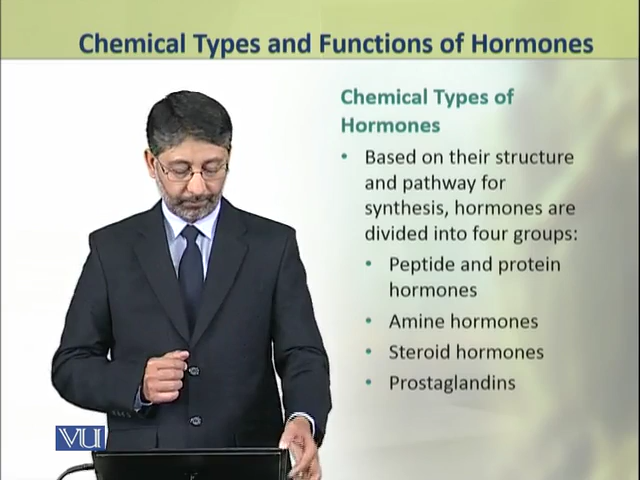 Chemical Types and Functions of Hormones
Chemical Types of
Hormones
• Based on their structure
and pathway for
synthesis, hormones are
divided into four groups:
• Peptide and protein
hormones
• Amine hormones
• Steroid hormones
• Prostaglandins
VU